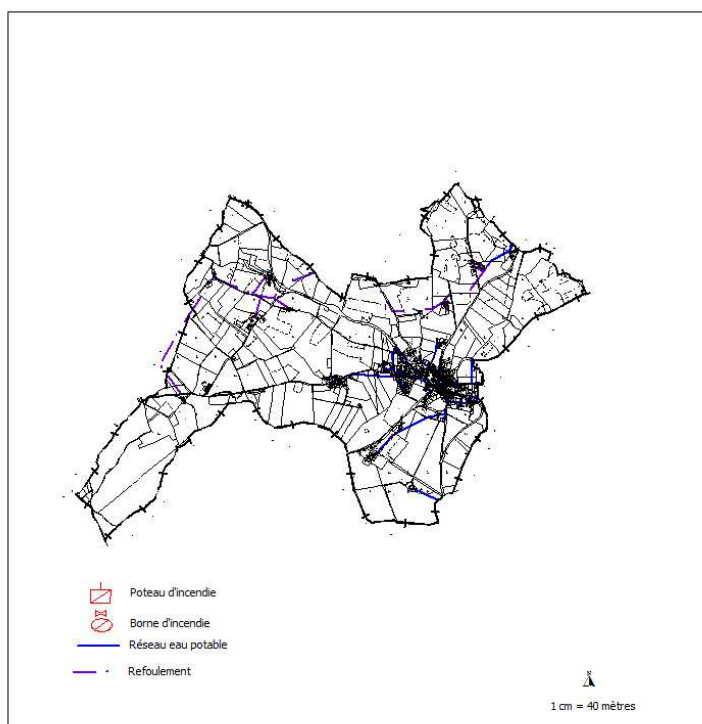 Poteau d'incendie
Borne d'incendie
Réseau eau potable
Refoulement
N
1 cm = 40 mètres